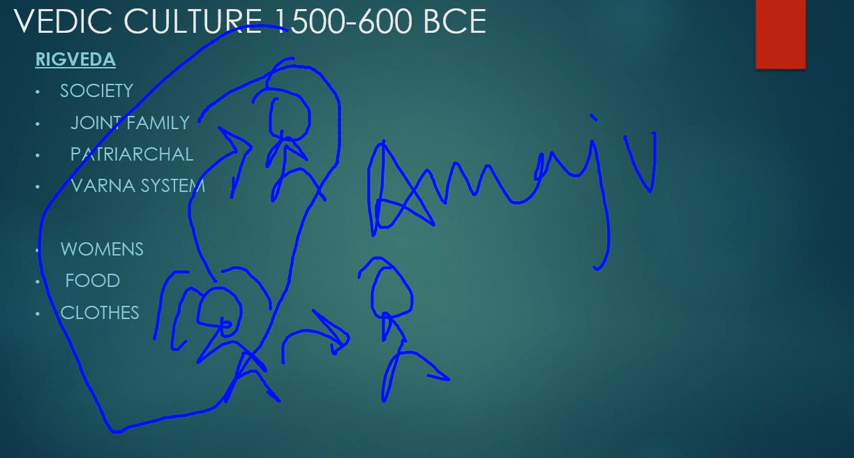 VEDIC CULTURE 1500-600 BCE
RIGVEDA
• SOCIETY
• JOINT FAMILY
• PATRIARCHAL
• VARNA SYSTEM
• WOMENS
• FOOD
• CLOTHES